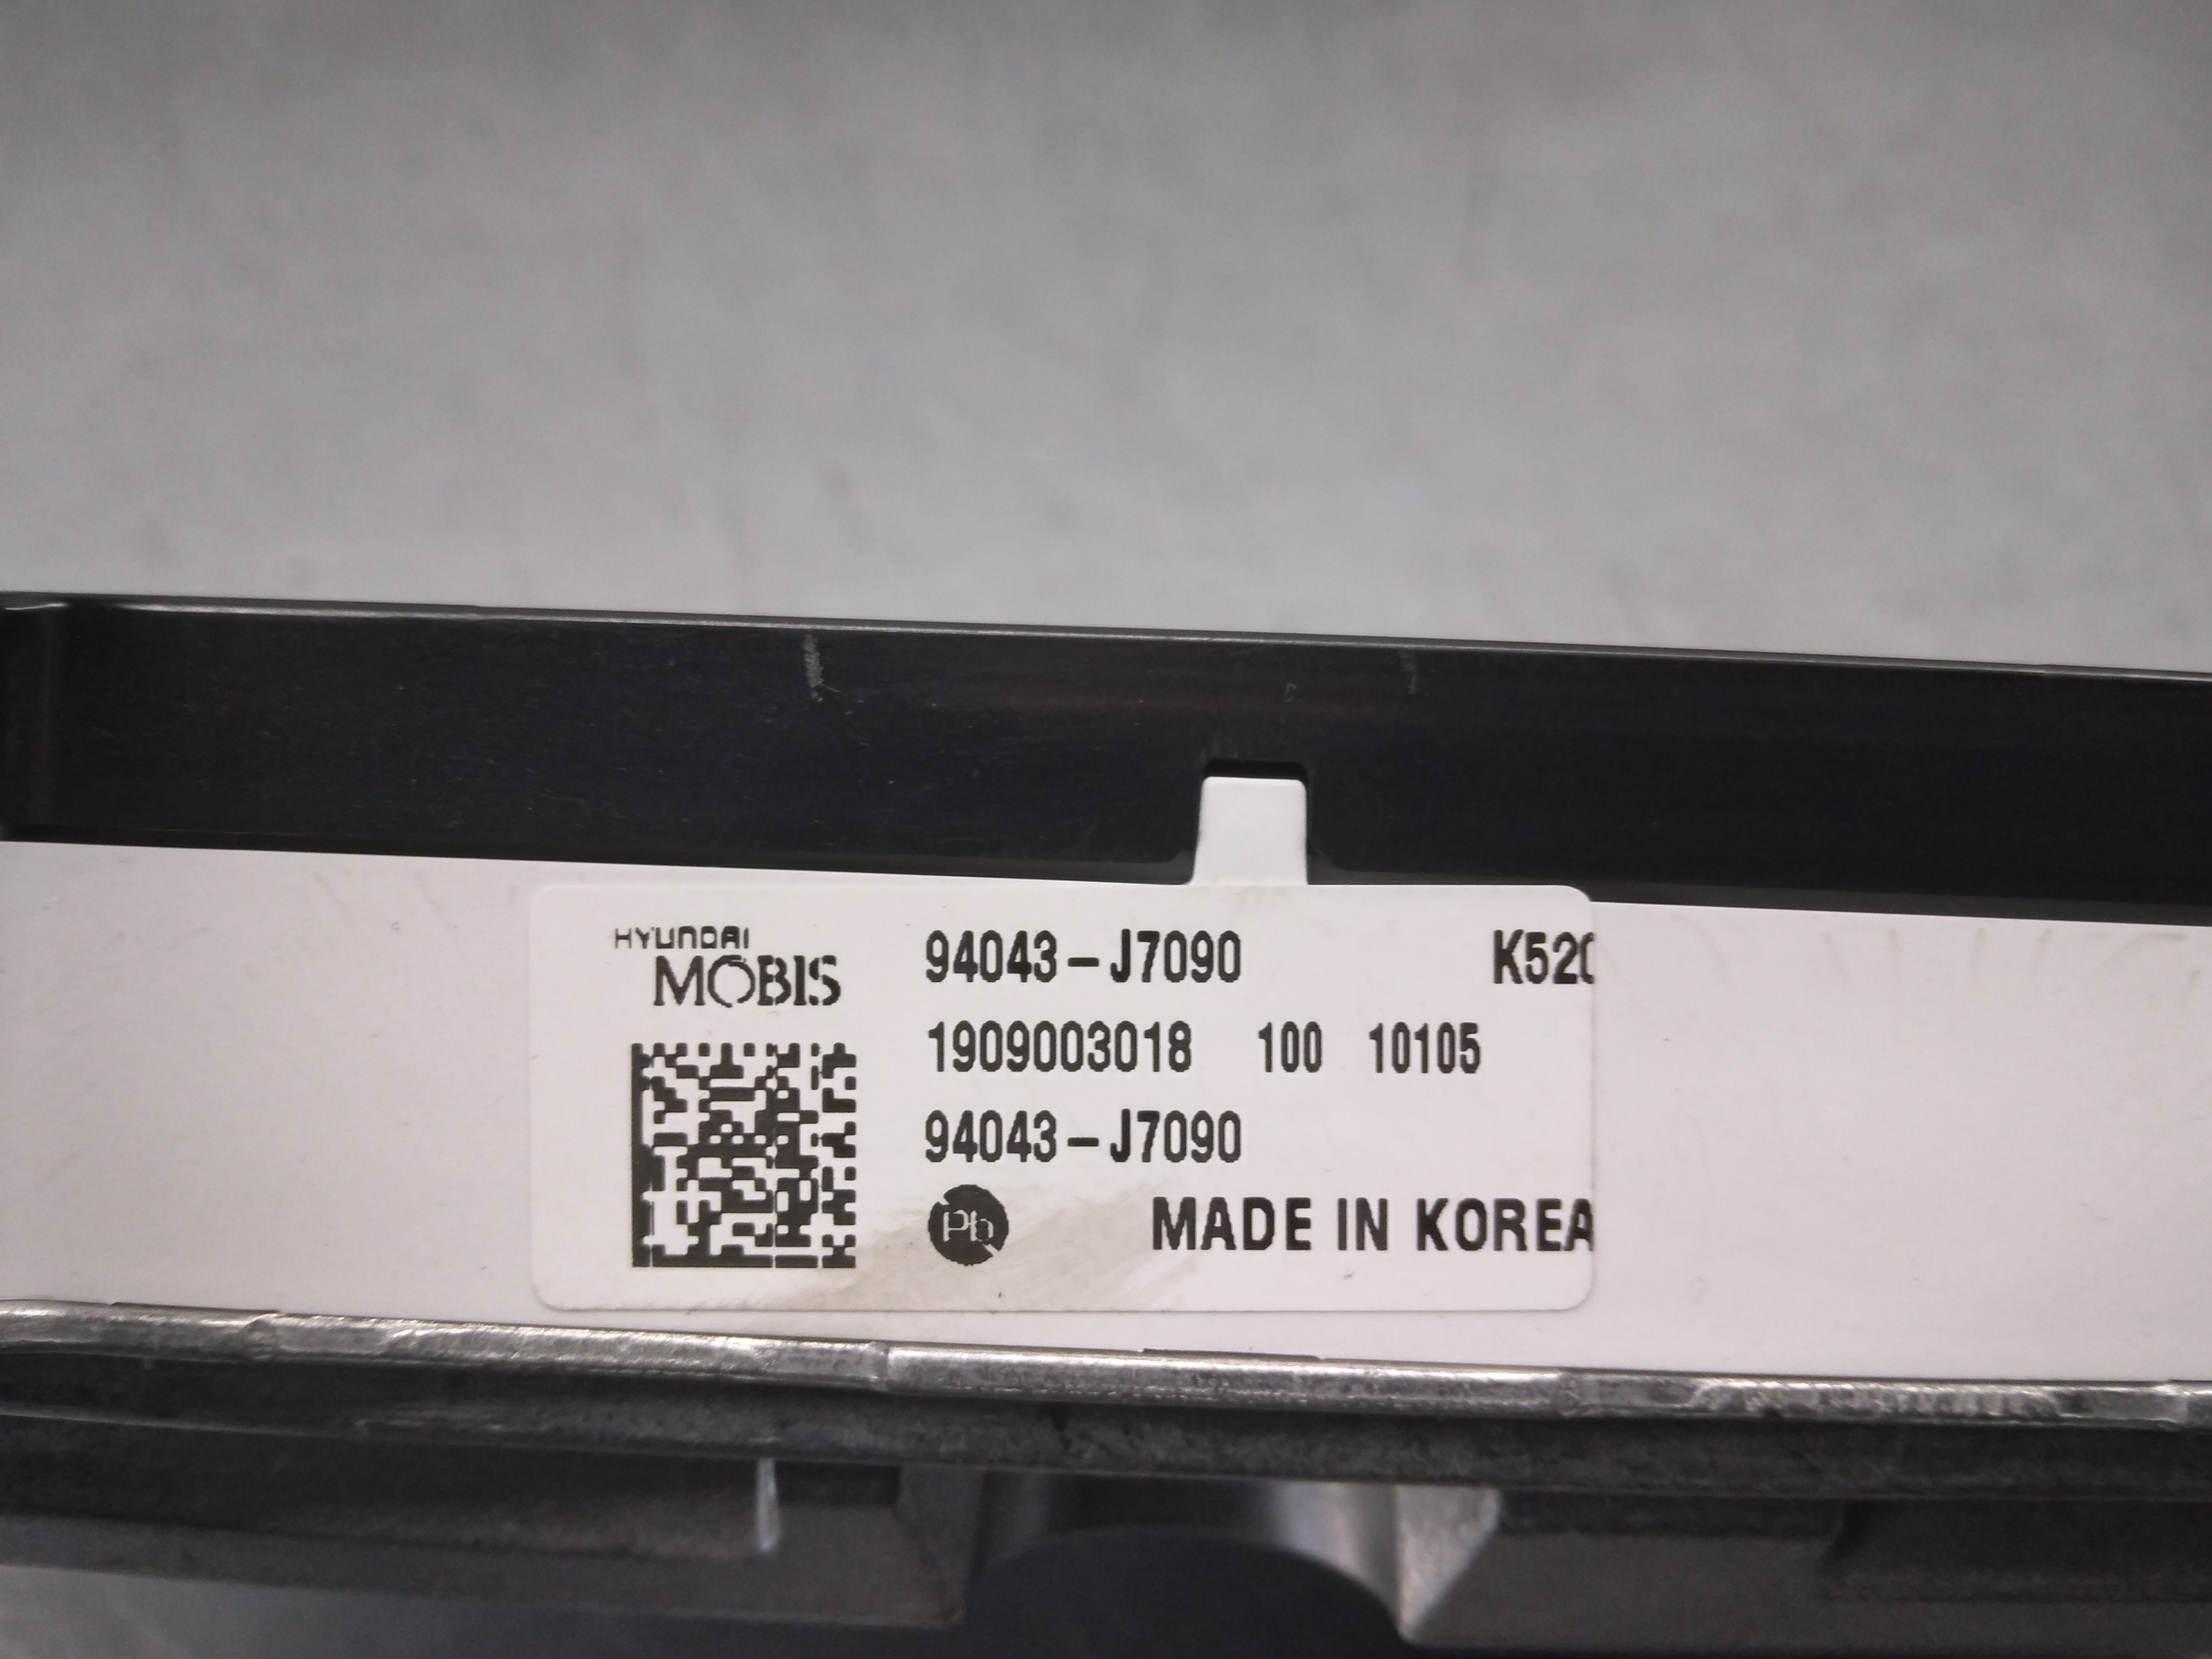 HYUNDAI
MOBIS
94043-J7090 K520
1909003018 100 10105
94043-J7090
Pb
MADE IN KOREA